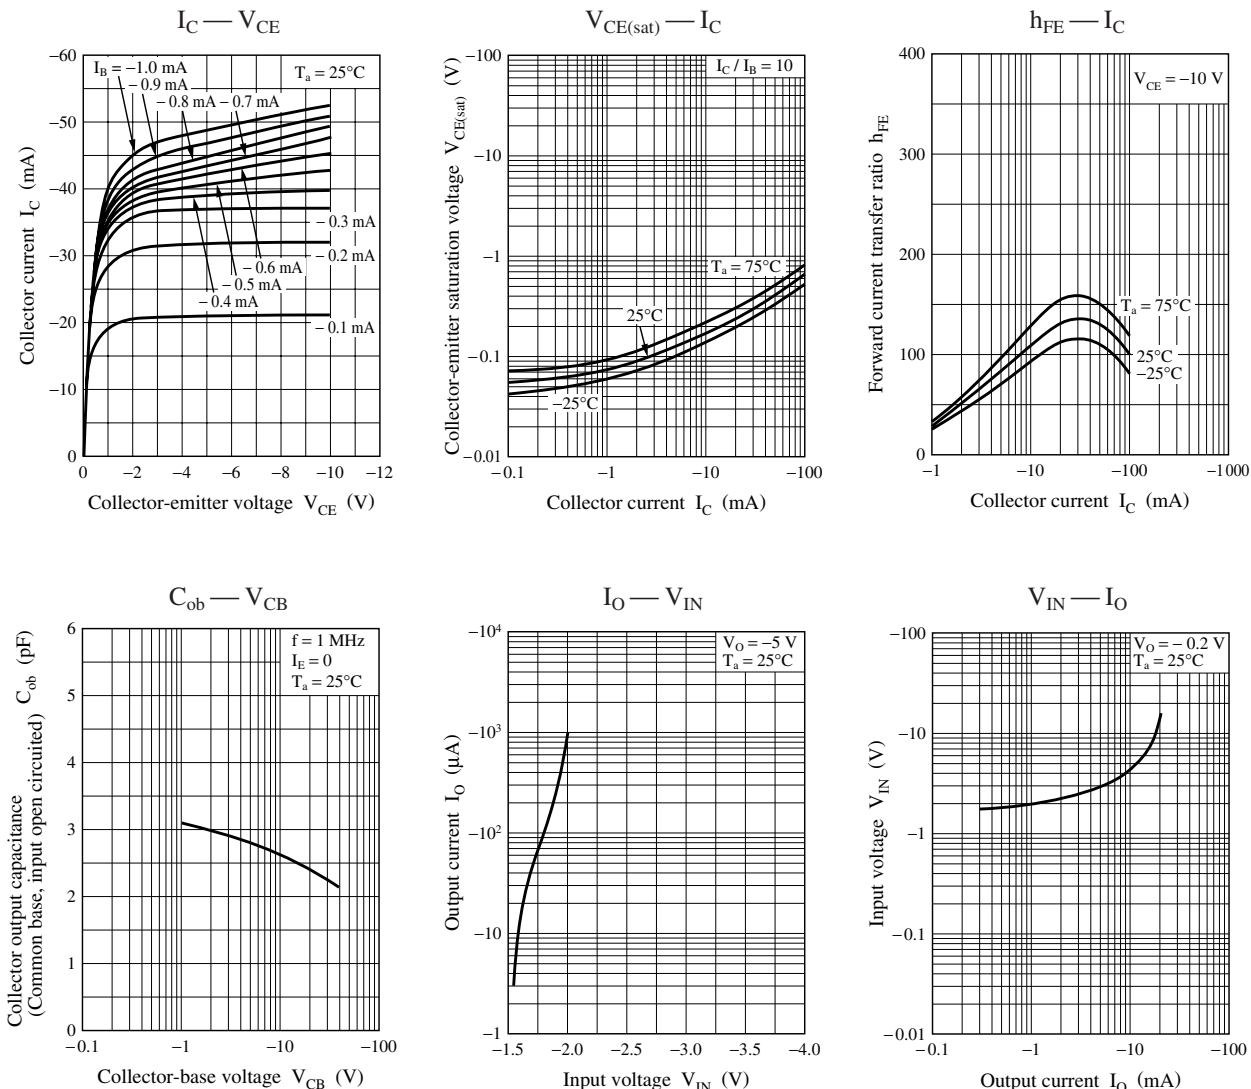 I_C — V_CE
−60
−50
−40
−30
−20
−10
0
0
−2
−4
−6
−8
−10
−12
Collector current I_C (mA)
Collector-emitter voltage V_CE (V)
I_B = −1.0 mA
T_a = 25°C
− 0.9 mA
− 0.8 mA
− 0.7 mA
− 0.3 mA
− 0.2 mA
− 0.6 mA
− 0.5 mA
− 0.4 mA
− 0.1 mA
V_CE(sat) — I_C
−100
−10
−1
−0.1
−0.01
−0.1
−1
−10
−100
Collector-emitter saturation voltage V_CE(sat) (V)
Collector current I_C (mA)
I_C / I_B = 10
T_a = 75°C
25°C
−25°C
h_FE — I_C
400
300
200
100
0
−1
−10
−100
−1000
Forward current transfer ratio h_FE
Collector current I_C (mA)
V_CE = −10 V
T_a = 75°C
25°C
−25°C
C_ob — V_CB
6
5
4
3
2
1
0
−0.1
−1
−10
−100
Collector output capacitance
(Common base, input open circuited) C_ob (pF)
Collector-base voltage V_CB (V)
f = 1 MHz
I_E = 0
T_a = 25°C
I_O — V_IN
−10⁴
−10³
−10²
−10
−1
−1.5
−2.0
−2.5
−3.0
−3.5
−4.0
Output current I_O (μA)
Input voltage V_IN (V)
V_O = −5 V
T_a = 25°C
V_IN — I_O
−100
−10
−1
−0.1
−0.01
−0.1
−1
−10
−100
Input voltage V_IN (V)
Output current I_O (mA)
V_O = − 0.2 V
T_a = 25°C